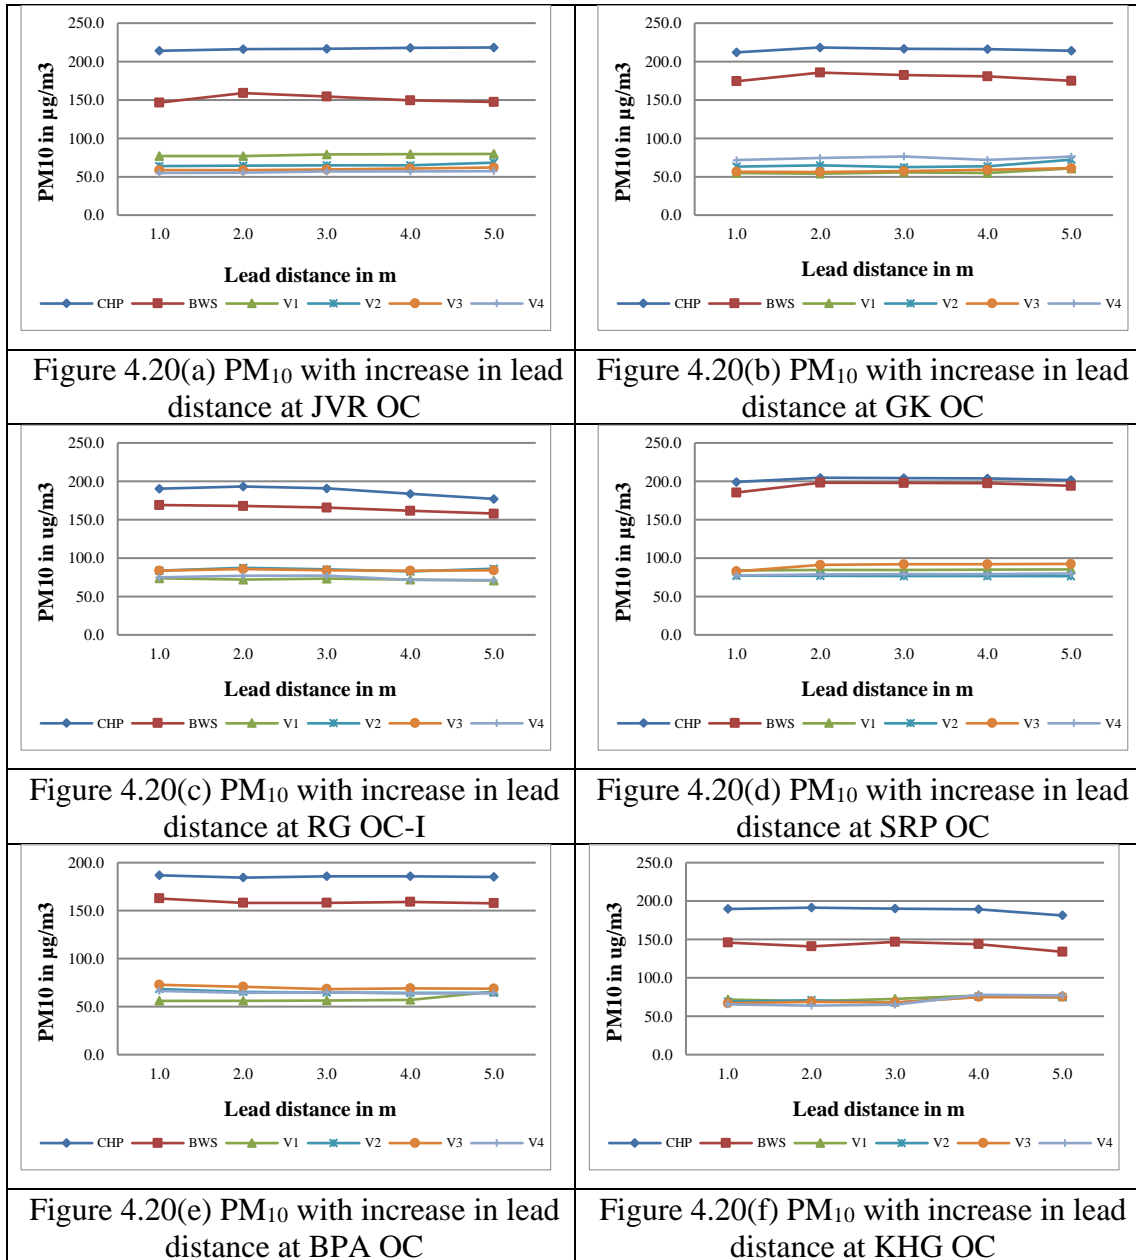 250.0
200.0
150.0
100.0
50.0
0.0
PM10 in µg/m3
1.0 2.0 3.0 4.0 5.0
Lead distance in m
CHP BWS V1 V2 V3 V4
Figure 4.20(a) PM₁₀ with increase in lead
distance at JVR OC
250.0
200.0
150.0
100.0
50.0
0.0
PM10 in µg/m3
1.0 2.0 3.0 4.0 5.0
Lead distance in m
CHP BWS V1 V2 V3 V4
Figure 4.20(b) PM₁₀ with increase in lead
distance at GK OC
250.0
200.0
150.0
100.0
50.0
0.0
PM10 in ug/m3
1.0 2.0 3.0 4.0 5.0
Lead distance in m
CHP BWS V1 V2 V3 V4
Figure 4.20(c) PM₁₀ with increase in lead
distance at RG OC-I
250.0
200.0
150.0
100.0
50.0
0.0
PM10 in µg/m3
1.0 2.0 3.0 4.0 5.0
Lead distance in m
CHP BWS V1 V2 V3 V4
Figure 4.20(d) PM₁₀ with increase in lead
distance at SRP OC
200.0
150.0
100.0
50.0
0.0
PM10 in µg/m3
1.0 2.0 3.0 4.0 5.0
Lead distance in m
CHP BWS V1 V2 V3 V4
Figure 4.20(e) PM₁₀ with increase in lead
distance at BPA OC
250.0
200.0
150.0
100.0
50.0
0.0
PM10 in µg/m3
1.0 2.0 3.0 4.0 5.0
Lead distance in m
CHP BWS V1 V2 V3 V4
Figure 4.20(f) PM₁₀ with increase in lead
distance at KHG OC